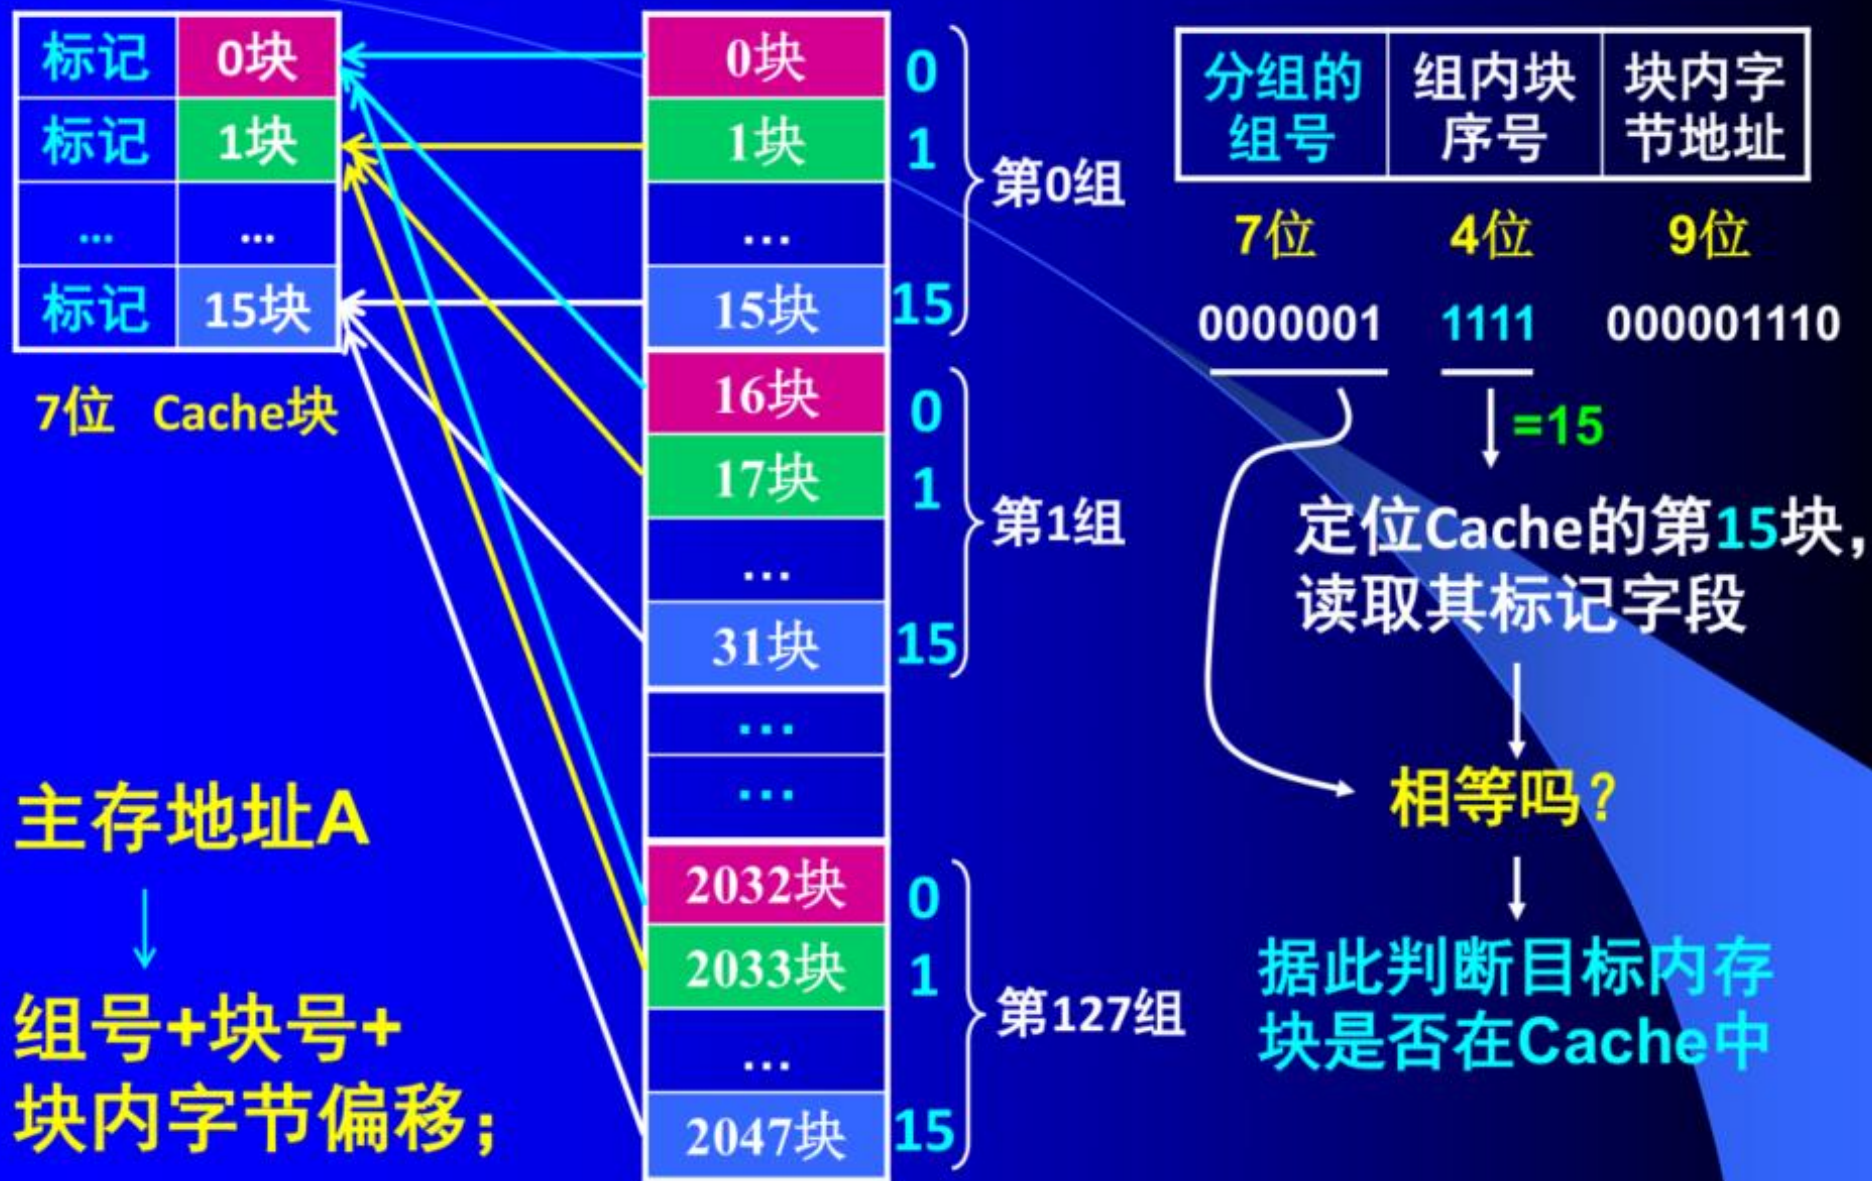 标记 0块
标记 1块
... ...
标记 15块
7位 Cache块
主存地址A
组号+块号+
块内字节偏移；
0块 0
1块 1
...
15块 15
第0组
16块 0
17块 1
...
31块 15
第1组
...
...
2032块 0
2033块 1
...
2047块 15
第127组
分组的 组内块 块内字
组号 序号 节地址
7位 4位 9位
0000001 1111 000001110
=15
定位Cache的第15块，
读取其标记字段
相等吗？
据此判断目标内存
块是否在Cache中